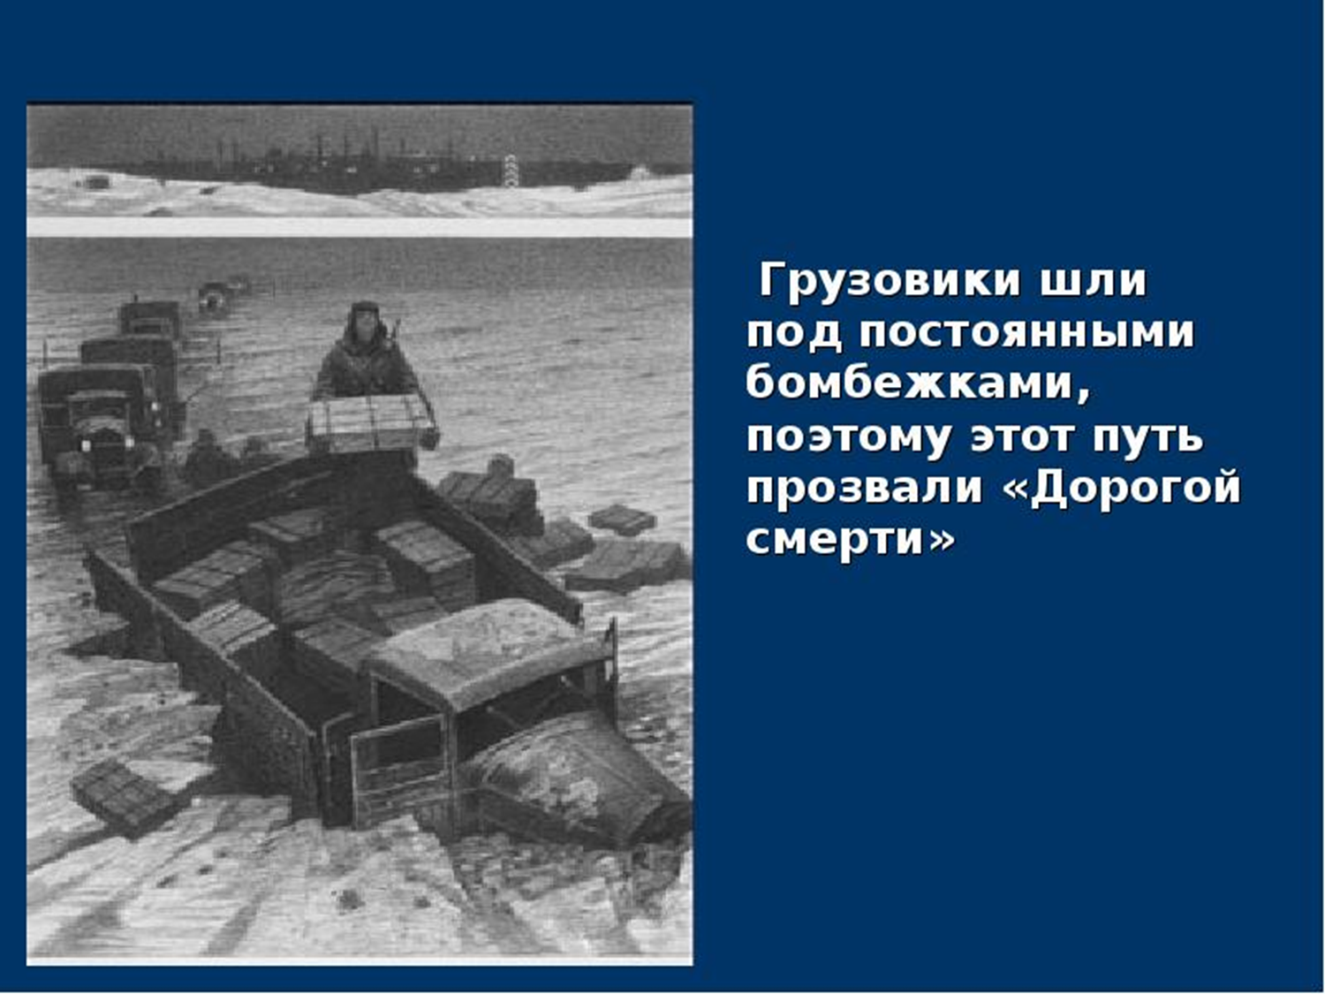 Грузовики шли
под постоянными
бомбежками,
поэтому этот путь
прозвали «Дорогой
смерти»